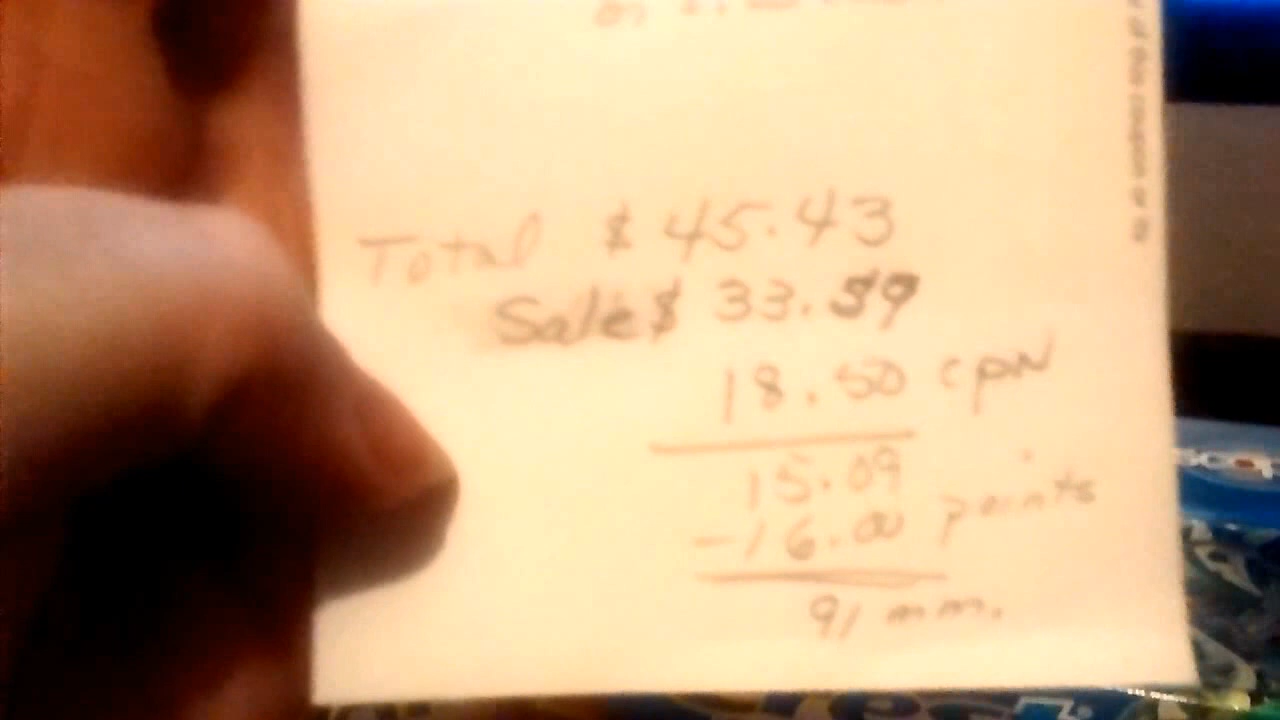 Total $ 45.43
Sale $ 33.59
18.50 cpn
15.09
-16.00 points
91 mm.